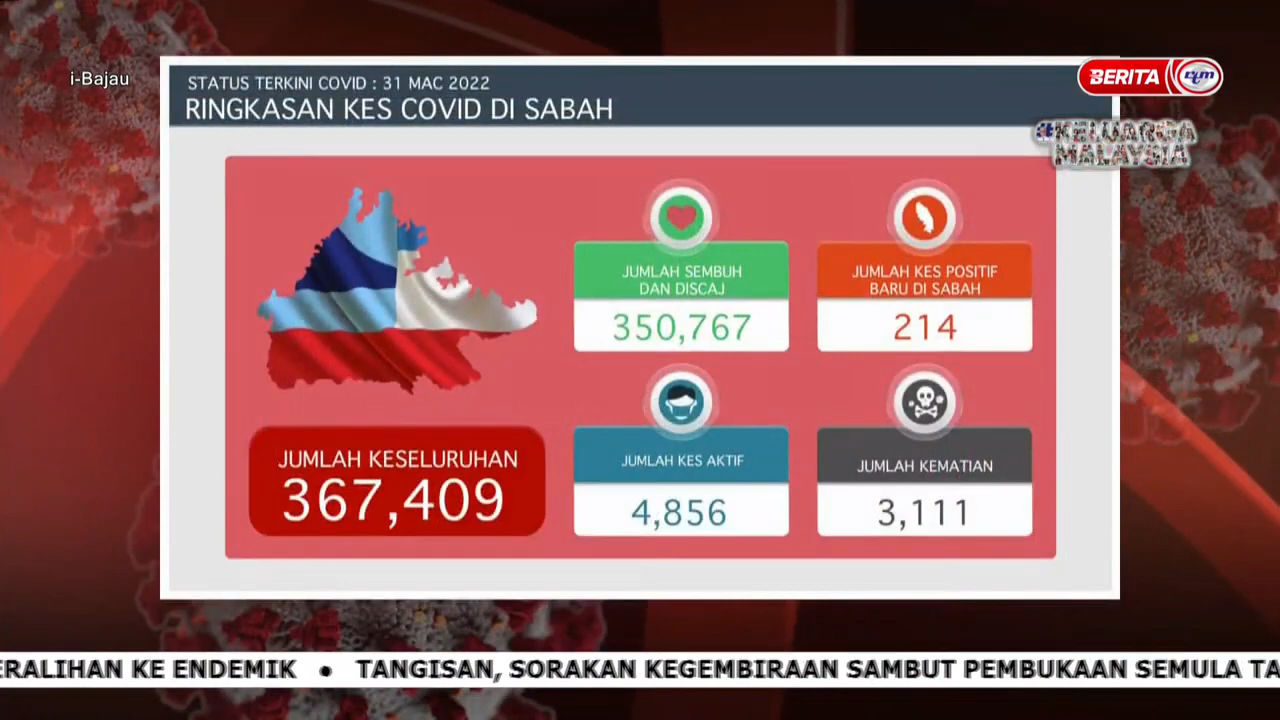 i-Bajau
STATUS TERKINI COVID : 31 MAC 2022
RINGKASAN KES COVID DI SABAH
BERITA rtm
#KELUARGA
MALAYSIA
JUMLAH SEMBUH
DAN DISCAJ
350,767
JUMLAH KES POSITIF
BARU DI SABAH
214
JUMLAH KESELURUHAN
367,409
JUMLAH KES AKTIF
4,856
JUMLAH KEMATIAN
3,111
ERALIHAN KE ENDEMIK • TANGISAN, SORAKAN KEGEMBIRAAN SAMBUT PEMBUKAAN SEMULA TA